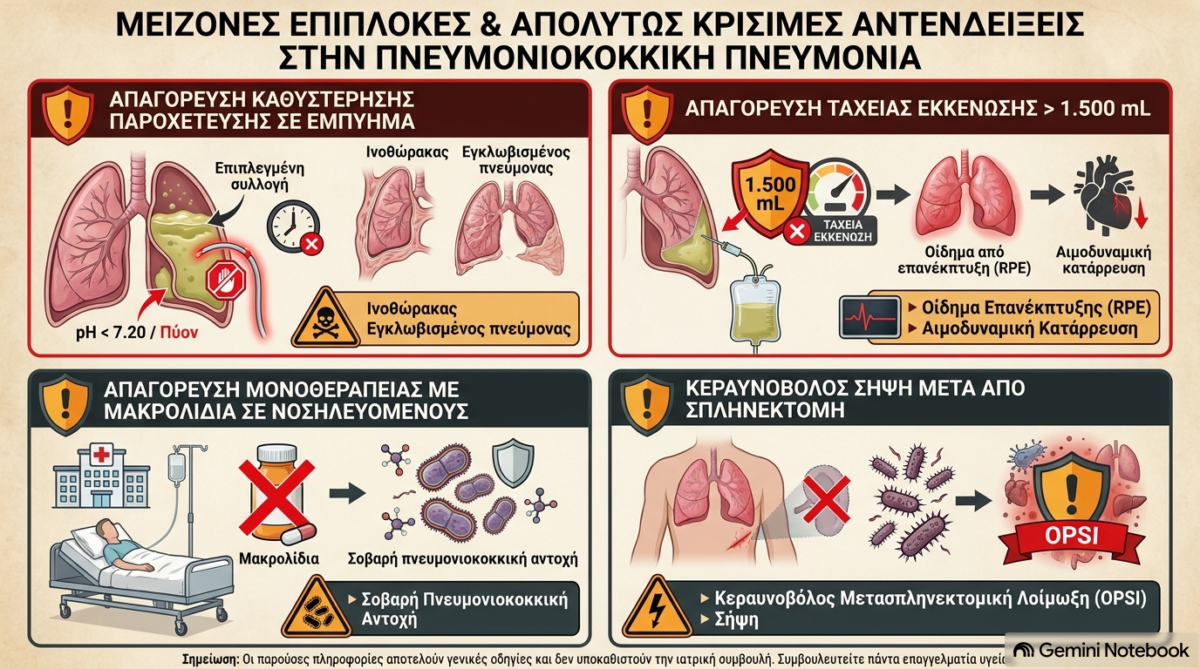 ΜΕΙΖΟΝΕΣ ΕΠΙΠΛΟΚΕΣ & ΑΠΟΛΥΤΩΣ ΚΡΙΣΙΜΕΣ ΑΝΤΕΝΔΕΙΞΕΙΣ
ΣΤΗΝ ΠΝΕΥΜΟΝΙΟΚΟΚΚΙΚΗ ΠΝΕΥΜΟΝΙΑ
ΑΠΑΓΟΡΕΥΣΗ ΚΑΘΥΣΤΕΡΗΣΗΣ
ΠΑΡΟΧΕΤΕΥΣΗΣ ΣΕ ΕΜΠΥΗΜΑ
Επιπλεγμένη
συλλογή
Ινοθώρακας
Εγκλωβισμένος
πνεύμονας
pH < 7.20 / Πύον
Ινοθώρακας
Εγκλωβισμένος πνεύμονας
ΑΠΑΓΟΡΕΥΣΗ ΤΑΧΕΙΑΣ ΕΚΚΕΝΩΣΗΣ > 1.500 mL
1.500
mL
ΤΑΧΕΙΑ
ΕΚΚΕΝΩΣΗ
Οίδημα από
επανέκπτυξη (RPE)
Αιμοδυναμική
κατάρρευση
▸ Οίδημα Επανέκπτυξης (RPE)
▸ Αιμοδυναμική Κατάρρευση
ΑΠΑΓΟΡΕΥΣΗ ΜΟΝΟΘΕΡΑΠΕΙΑΣ ΜΕ
ΜΑΚΡΟΛΙΔΙΑ ΣΕ ΝΟΣΗΛΕΥΟΜΕΝΟΥΣ
Μακρολίδια
Σοβαρή πνευμονιοκοκκική αντοχή
▸ Σοβαρή Πνευμονιοκοκκική
Αντοχή
ΚΕΡΑΥΝΟΒΟΛΟΣ ΣΗΨΗ ΜΕΤΑ ΑΠΟ
ΣΠΛΗΝΕΚΤΟΜΗ
OPSI
▸ Κεραυνοβόλος Μετασπληνεκτομική Λοίμωξη (OPSI)
▸ Σήψη
Σημείωση: Οι παρούσες πληροφορίες αποτελούν γενικές οδηγίες και δεν υποκαθιστούν την ιατρική συμβουλή. Συμβουλευτείτε πάντα επαγγελματία
Gemini Notebook